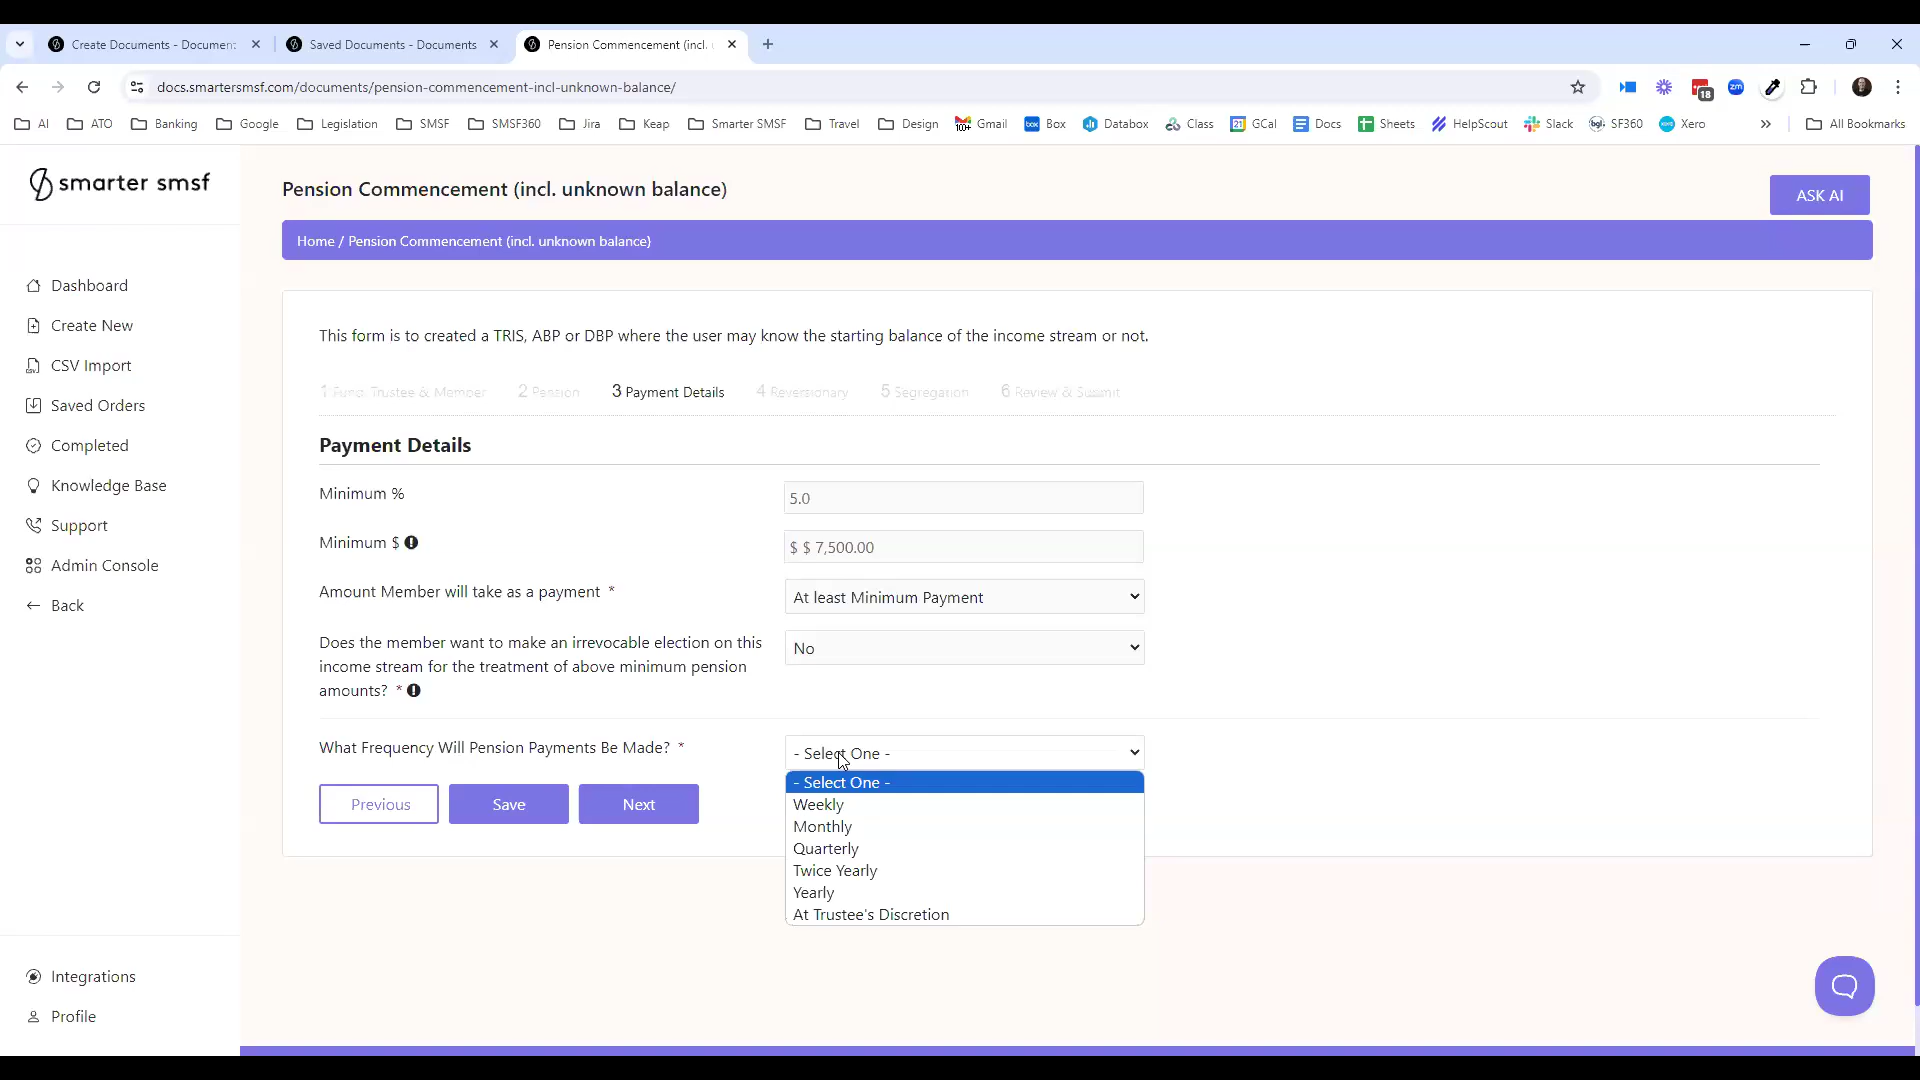 Create Documents - Document
Saved Documents - Documents
Pension Commencement (incl.
docs.smartersmsf.com/documents/pension-commencement-incl-unknown-balance/
18
zm
AI
ATO
Banking
Google
Legislation
SMSF
SMSF360
Jira
Keap
Smarter SMSF
Travel
Design
100+
Gmail
box
Box
Databox
Class
21
GCal
Docs
Sheets
HelpScout
Slack
bgl
SF360
xero
Xero
All Bookmarks
smarter smsf
Pension Commencement (incl. unknown balance)
ASK AI
Home / Pension Commencement (incl. unknown balance)
Dashboard
Create New
CSV Import
Saved Orders
Completed
Knowledge Base
Support
Admin Console
Back
Integrations
Profile
This form is to created a TRIS, ABP or DBP where the user may know the starting balance of the income stream or not.
1 Fund, Trustee & Member
2 Pension
3 Payment Details
4 Reversionary
5 Segregation
6 Review & Submit
Payment Details
Minimum %
5.0
Minimum $
$ $ 7,500.00
Amount Member will take as a payment *
At least Minimum Payment
Does the member want to make an irrevocable election on this
income stream for the treatment of above minimum pension
amounts? *
No
What Frequency Will Pension Payments Be Made? *
- Select One -
- Select One -
Weekly
Monthly
Quarterly
Twice Yearly
Yearly
At Trustee's Discretion
Previous
Save
Next